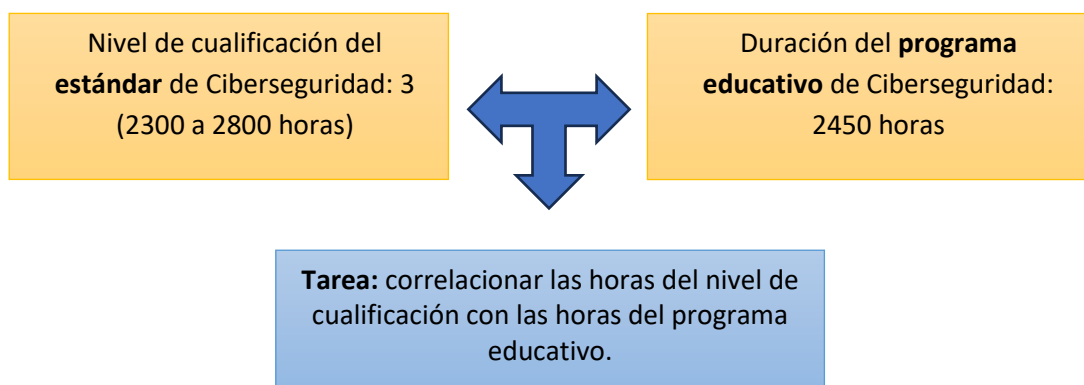 Nivel de cualificación del
estándar de Ciberseguridad: 3
(2300 a 2800 horas)
Duración del programa
educativo de Ciberseguridad:
2450 horas
Tarea: correlacionar las horas del nivel de
cualificación con las horas del programa
educativo.